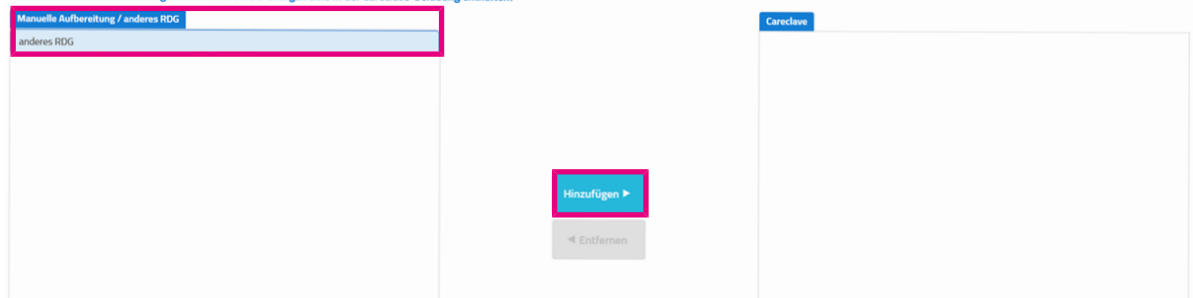 Manuelle Aufbereitung / anderes RDG
anderes RDG
Careclave
Hinzufügen ►
◄ Entfernen